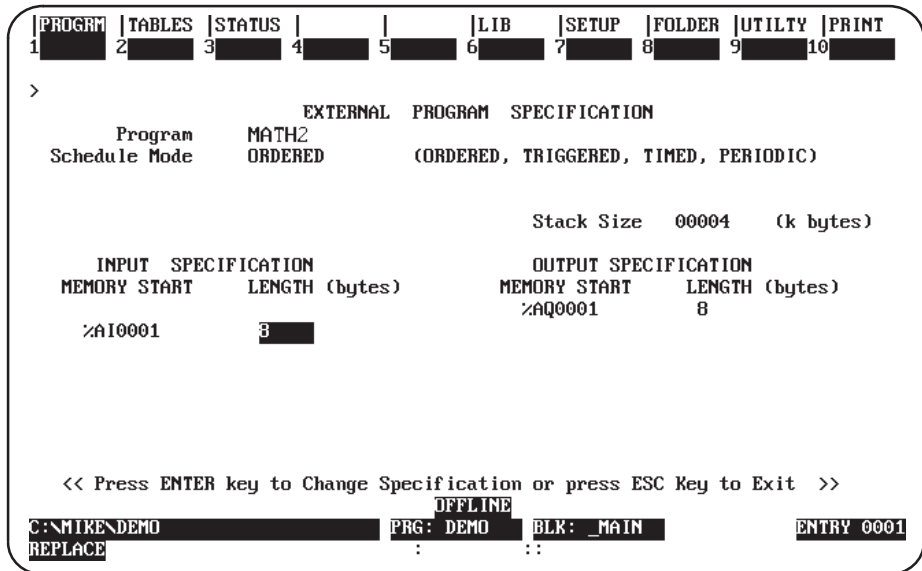 |PROGRM |TABLES |STATUS | | |LIB |SETUP |FOLDER |UTILTY |PRINT
1 2 3 4 5 6 7 8 9 10
>
EXTERNAL PROGRAM SPECIFICATION
Program MATH2
Schedule Mode ORDERED (ORDERED, TRIGGERED, TIMED, PERIODIC)
Stack Size 00004 (k bytes)
INPUT SPECIFICATION OUTPUT SPECIFICATION
MEMORY START LENGTH (bytes) MEMORY START LENGTH (bytes)
%AQ0001 8
%AI0001 8
<< Press ENTER key to Change Specification or press ESC Key to Exit >>
OFFLINE
C:\MIKE\DEMO PRG: DEMO BLK: _MAIN ENTRY 0001
REPLACE : ::